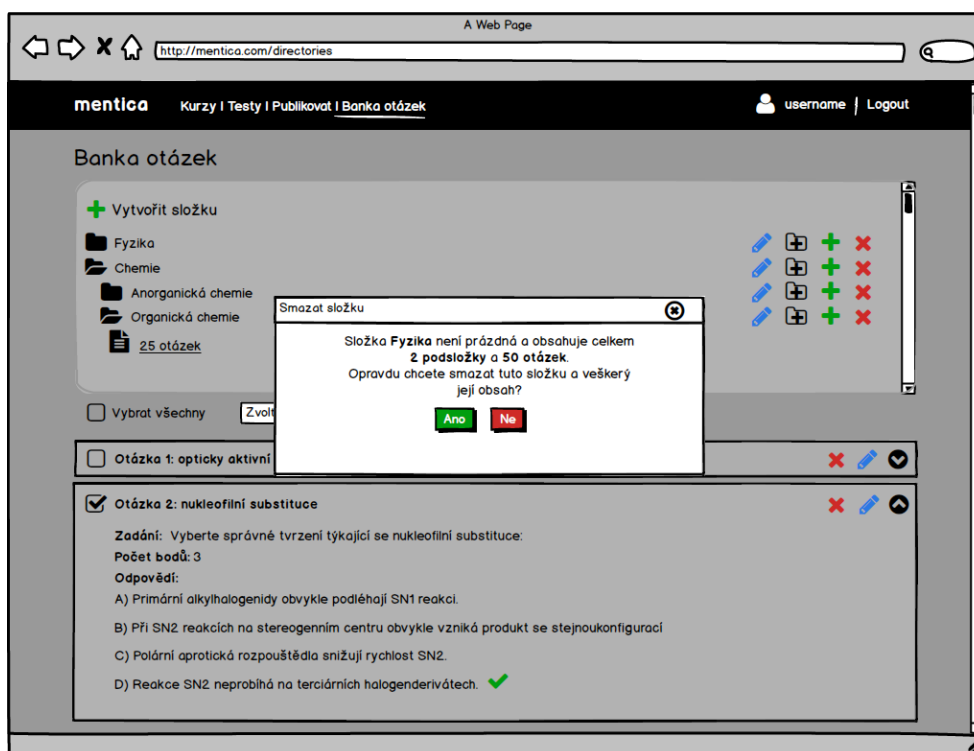 A Web Page
http://mentica.com/directories
mentica Kurzy I Testy I Publikovat I Banka otázek username | Logout
Banka otázek
Vytvořit složku
Fyzika
Chemie
Anorganická chemie
Organická chemie
25 otázek
Smazat složku
Složka Fyzika není prázdná a obsahuje celkem
2 podsložky a 50 otázek.
Opravdu chcete smazat tuto složku a veškerý
její obsah?
Ano Ne
Vybrat všechny
Otázka 1: opticky aktivní
Otázka 2: nukleofilní substituce
Zadání: Vyberte správné tvrzení týkající se nukleofilní substituce:
Počet bodů: 3
Odpovědí:
A) Primární alkylhalogenidy obvykle podléhají SN1 reakci.
B) Při SN2 reakcích na stereogenním centru obvykle vzniká produkt se stejnoukonfigurací
C) Polární aprotická rozpouštědla snižují rychlost SN2.
D) Reakce SN2 neprobíhá na terciárních halogenderivátech.